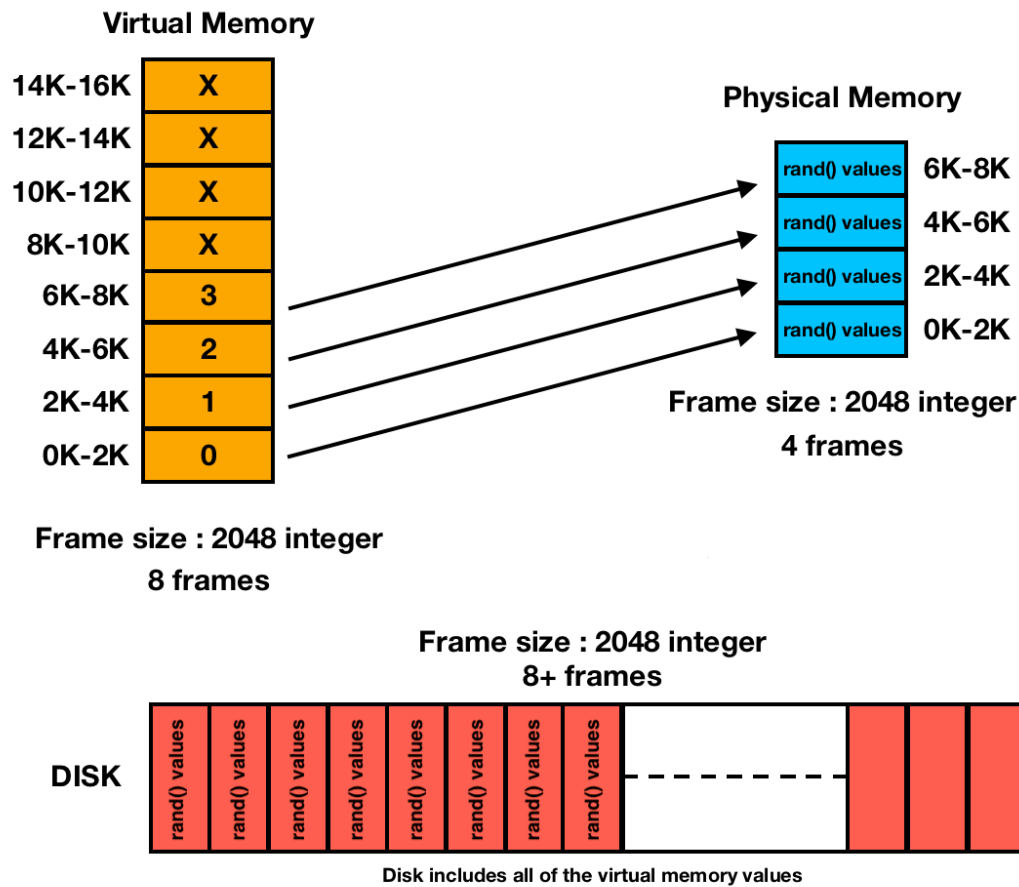 Virtual Memory
14K-16K X
12K-14K X
10K-12K X
8K-10K X
6K-8K 3
4K-6K 2
2K-4K 1
0K-2K 0
Frame size : 2048 integer
8 frames
Physical Memory
rand() values 6K-8K
rand() values 4K-6K
rand() values 2K-4K
rand() values 0K-2K
Frame size : 2048 integer
4 frames
Frame size : 2048 integer
8+ frames
DISK
rand() values
rand() values
rand() values
rand() values
rand() values
rand() values
rand() values
rand() values
Disk includes all of the virtual memory values